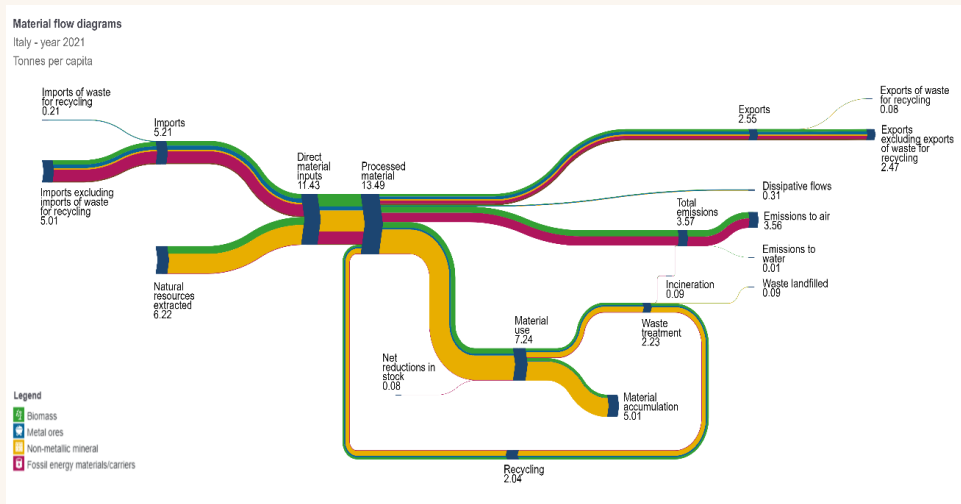 Material flow diagrams
Italy - year 2021
Tonnes per capita
Imports of waste
for recycling
0.21
Imports
5.21
Imports excluding
imports of waste
for recycling
5.01
Natural
resources
extracted
6.22
Direct
material
inputs
11.43
Processed
material
13.49
Exports
2.55
Exports of waste
for recycling
0.08
Exports
excluding exports
of waste for
recycling
2.47
Dissipative flows
0.31
Total
emissions
3.57
Emissions to air
3.56
Emissions to
water
0.01
Incineration
0.09
Waste landfilled
0.09
Material
use
7.24
Waste
treatment
2.23
Net
reductions in
stock
0.08
Material
accumulation
5.01
Recycling
2.04
Legend
Biomass
Metal ores
Non-metallic mineral
Fossil energy materials/carriers